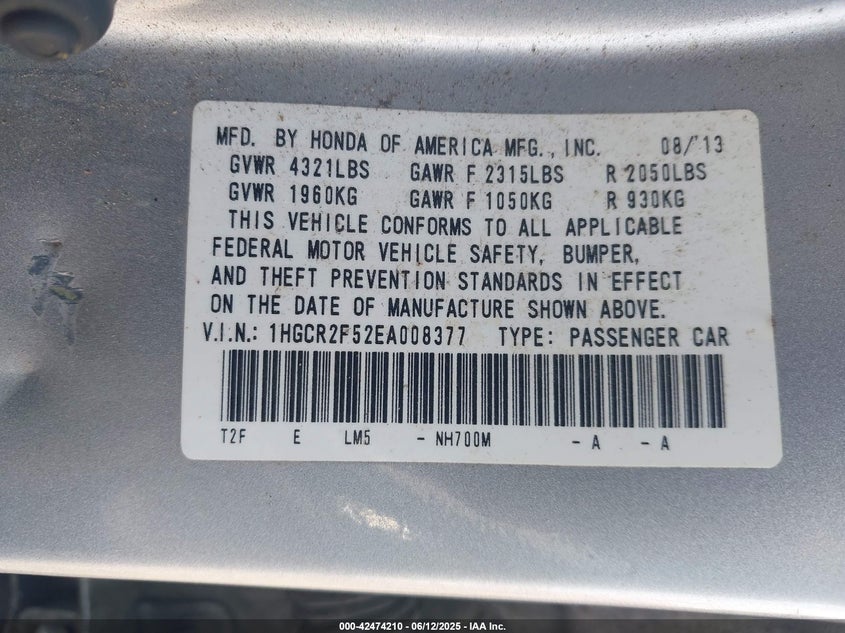 MFD. BY HONDA OF AMERICA MFG., INC. 08/'13
GVWR 4321LBS GAWR F 2315LBS R 2050LBS
GVWR 1960KG GAWR F 1050KG R 930KG
THIS VEHICLE CONFORMS TO ALL APPLICABLE
FEDERAL MOTOR VEHICLE SAFETY, BUMPER,
AND THEFT PREVENTION STANDARDS IN EFFECT
ON THE DATE OF MANUFACTURE SHOWN ABOVE.
V.I.N.: 1HGCR2F52EA008377 TYPE: PASSENGER CAR
T2F E LM5 - NH700M - A - A
000-42474210 - 06/12/2025 - IAA Inc.